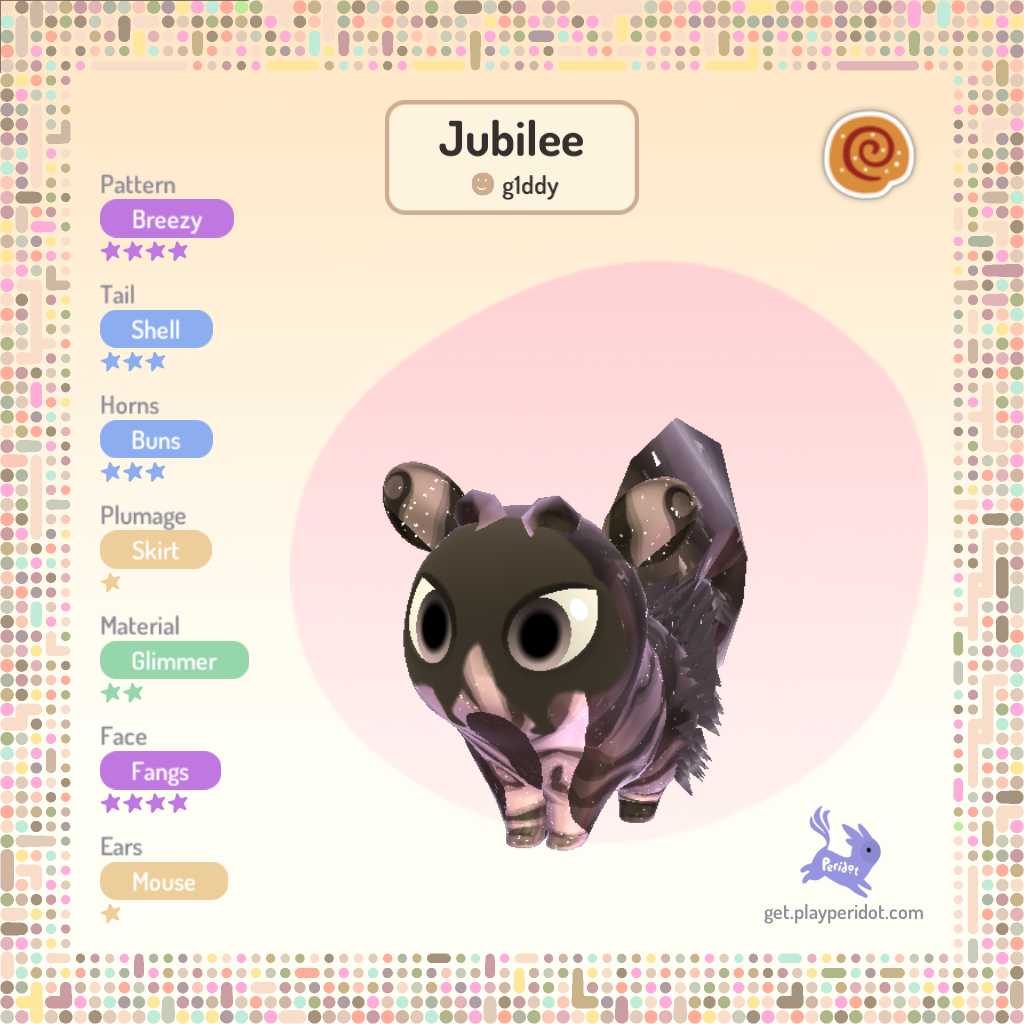 Jubilee
g1ddy
Pattern
Breezy
Tail
Shell
Horns
Buns
Plumage
Skirt
Material
Glimmer
Face
Fangs
Ears
Mouse
Peridot
get.playperidot.com